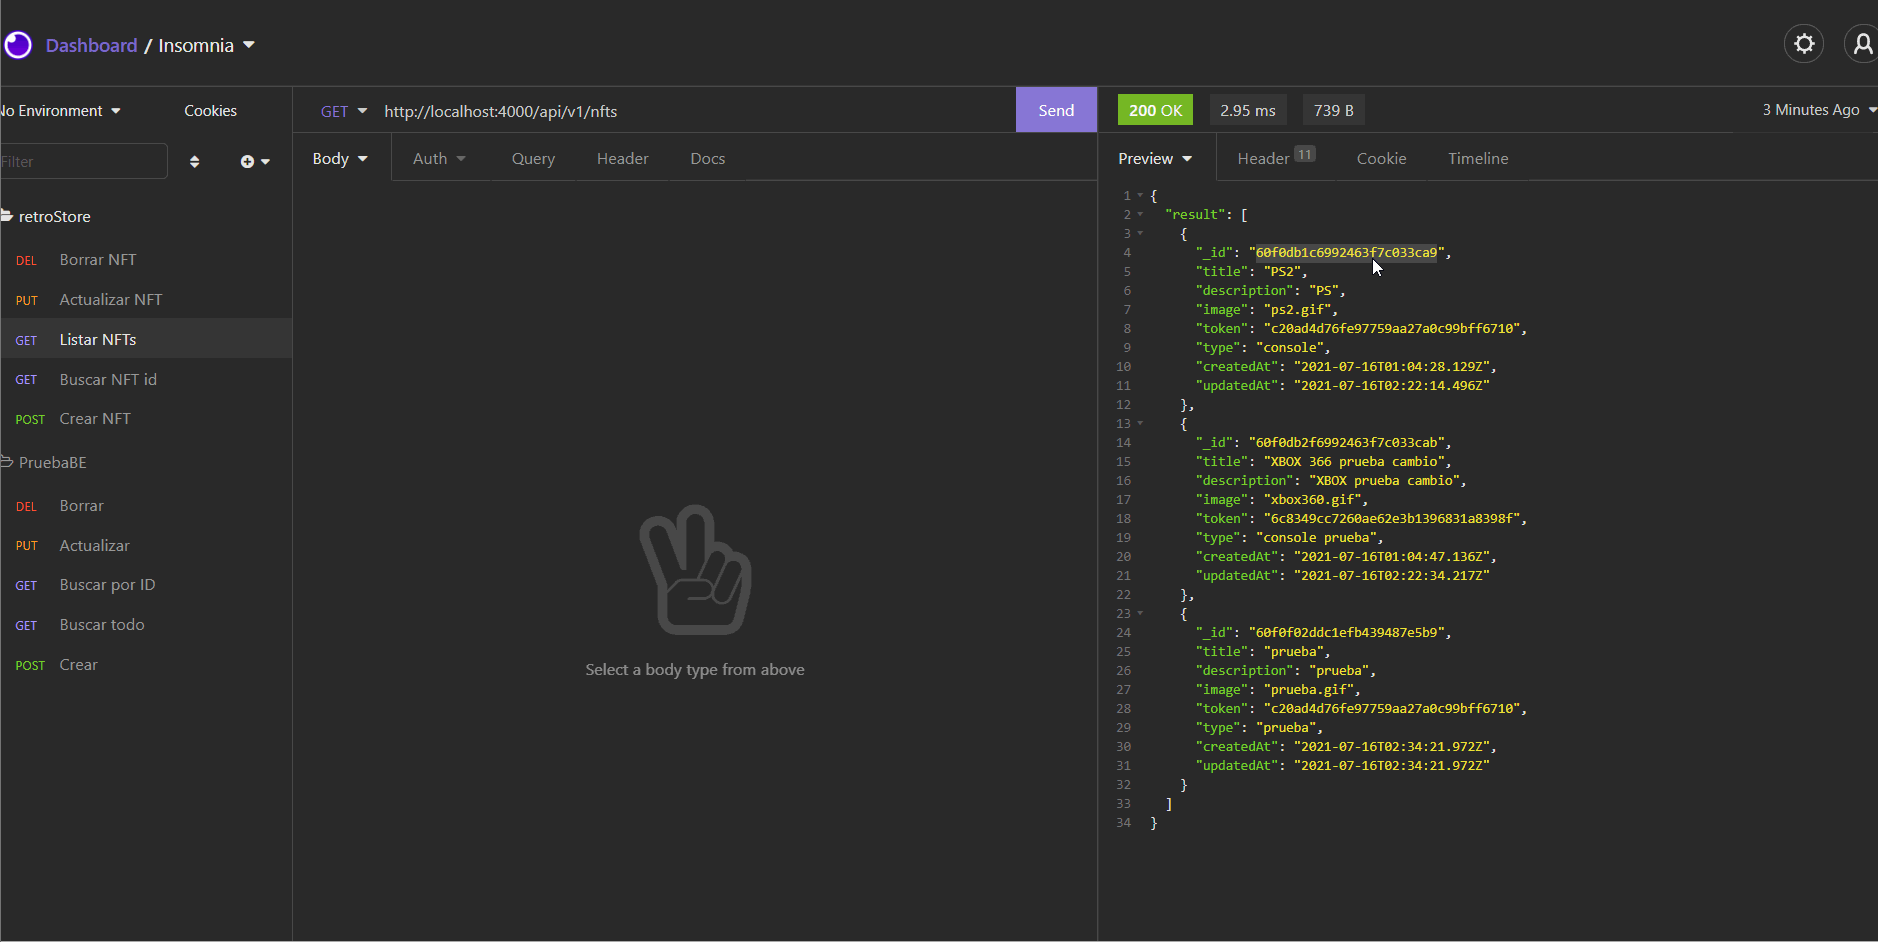 Dashboard / Insomnia
No Environment Cookies
GET http://localhost:4000/api/v1/nfts Send
200 OK 2.95 ms 739 B 3 Minutes Ago
Filter
Body Auth Query Header Docs
Preview Header 11 Cookie Timeline
retroStore
DEL Borrar NFT
PUT Actualizar NFT
GET Listar NFTs
GET Buscar NFT id
POST Crear NFT
PruebaBE
DEL Borrar
PUT Actualizar
GET Buscar por ID
GET Buscar todo
POST Crear
Select a body type from above
1 {
2 "result": [
3 {
4 "_id": "60f0db1c6992463f7c033ca9",
5 "title": "PS2",
6 "description": "PS",
7 "image": "ps2.gif",
8 "token": "c20ad4d76fe97759aa27a0c99bff6710",
9 "type": "console",
10 "createdAt": "2021-07-16T01:04:28.129Z",
11 "updatedAt": "2021-07-16T02:22:14.496Z"
12 },
13 {
14 "_id": "60f0db2f6992463f7c033cab",
15 "title": "XBOX 366 prueba cambio",
16 "description": "XBOX prueba cambio",
17 "image": "xbox360.gif",
18 "token": "6c8349cc7260ae62e3b1396831a8398f",
19 "type": "console prueba",
20 "createdAt": "2021-07-16T01:04:47.136Z",
21 "updatedAt": "2021-07-16T02:22:34.217Z"
22 },
23 {
24 "_id": "60f0f02ddc1efb439487e5b9",
25 "title": "prueba",
26 "description": "prueba",
27 "image": "prueba.gif",
28 "token": "c20ad4d76fe97759aa27a0c99bff6710",
29 "type": "prueba",
30 "createdAt": "2021-07-16T02:34:21.972Z",
31 "updatedAt": "2021-07-16T02:34:21.972Z"
32 }
33 ]
34 }